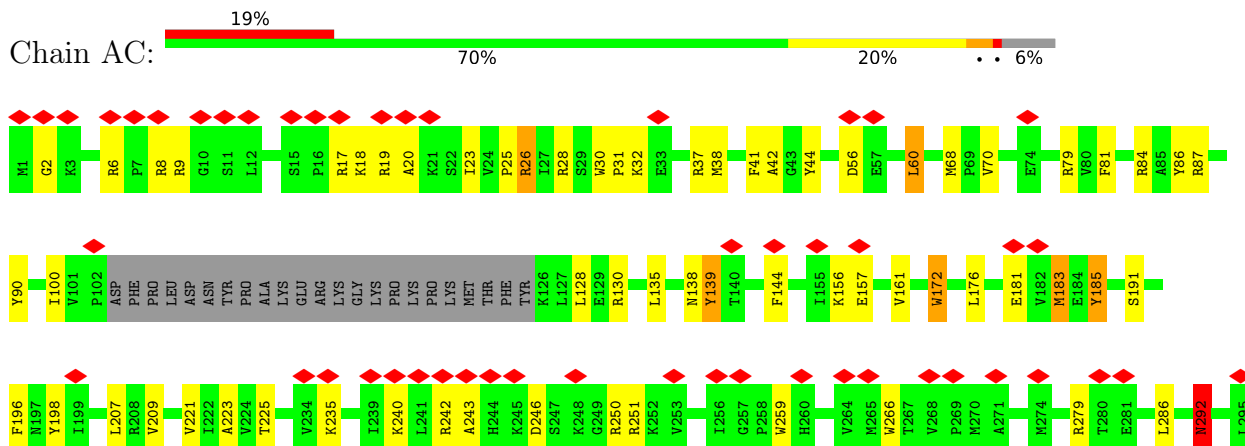 19%
Chain AC:
70% 20% • • 6%
M1 G2 K3 R6 P7 R8 R9 G10 S11 L12 S15 P16 R17 K18 R19 A20 K21 S22 I23 V24 P25 R26 I27 R28 S29 W30 P31 K32 E33 R37 M38 F41 A42 G43 Y44 D56 E57 L60 M68 P69 V70 E74 R79 V80 F81 R84 A85 Y86 R87
Y90 I100 V101 P102 ASP PHE PRO LEU ASP ASN TYR PRO ALA LYS GLU ARG LYS GLY LYS PRO LYS PRO LYS MET THR PHE TYR K126 L127 L128 E129 R130 L135 N138 Y139 T140 F144 I155 K156 E157 V161 W172 L176 E181 V182 M183 E184 Y185 S191
F196 N197 Y198 I199 L207 R208 V209 V221 I222 A223 V224 T225 V234 K235 I239 K240 L241 R242 A243 H244 K245 D246 S247 K248 G249 R250 R251 K252 V253 I256 G257 P258 W259 H260 V264 M265 W266 T267 V268 P269 M270 A271 N274 R279 T280 E281 L286 N292 L295